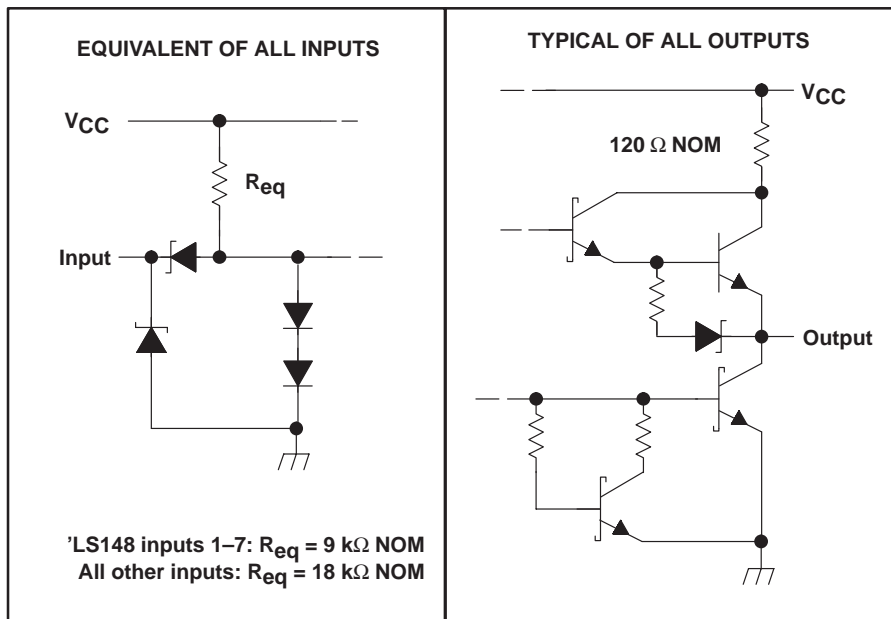 EQUIVALENT OF ALL INPUTS
VCC
Req
Input
'LS148 inputs 1–7: Req = 9 kΩ NOM
All other inputs: Req = 18 kΩ NOM
TYPICAL OF ALL OUTPUTS
VCC
120 Ω NOM
Output